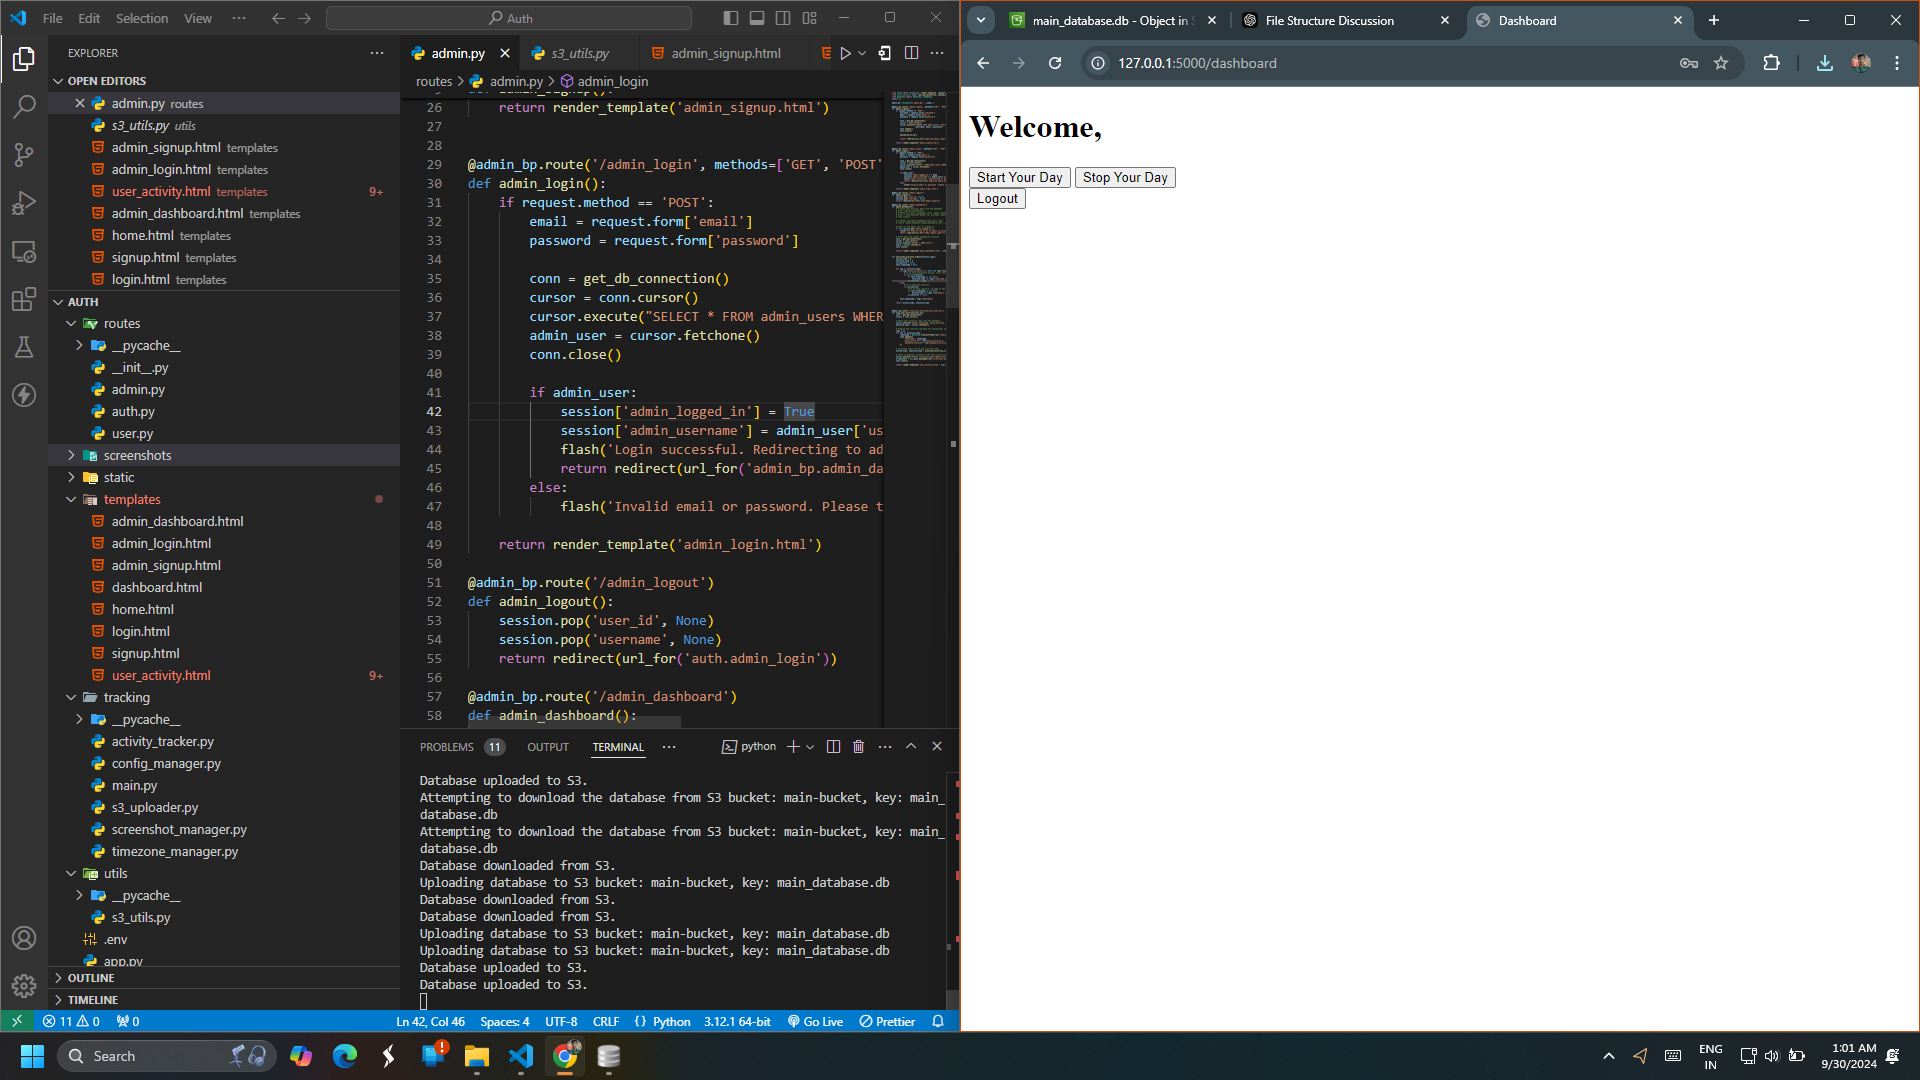 File Edit Selection View ··· Auth
EXPLORER
OPEN EDITORS
admin.py routes
s3_utils.py utils
admin_signup.html templates
admin_login.html templates
user_activity.html templates 9+
admin_dashboard.html templates
home.html templates
signup.html templates
login.html templates
AUTH
routes
__pycache__
__init__.py
admin.py
auth.py
user.py
screenshots
static
templates
admin_dashboard.html
admin_login.html
admin_signup.html
dashboard.html
home.html
login.html
signup.html
user_activity.html 9+
tracking
__pycache__
activity_tracker.py
config_manager.py
main.py
s3_uploader.py
screenshot_manager.py
timezone_manager.py
utils
__pycache__
s3_utils.py
.env
app.py
OUTLINE
TIMELINE
admin.py s3_utils.py admin_signup.html
routes > admin.py > admin_login
26 return render_template('admin_signup.html')
27
28
29 @admin_bp.route('/admin_login', methods=['GET', 'POST'
30 def admin_login():
31 if request.method == 'POST':
32 email = request.form['email']
33 password = request.form['password']
34
35 conn = get_db_connection()
36 cursor = conn.cursor()
37 cursor.execute("SELECT * FROM admin_users WHER
38 admin_user = cursor.fetchone()
39 conn.close()
40
41 if admin_user:
42 session['admin_logged_in'] = True
43 session['admin_username'] = admin_user['us
44 flash('Login successful. Redirecting to ad
45 return redirect(url_for('admin_bp.admin_da
46 else:
47 flash('Invalid email or password. Please t
48
49 return render_template('admin_login.html')
50
51 @admin_bp.route('/admin_logout')
52 def admin_logout():
53 session.pop('user_id', None)
54 session.pop('username', None)
55 return redirect(url_for('auth.admin_login'))
56
57 @admin_bp.route('/admin_dashboard')
58 def admin_dashboard():
PROBLEMS 11 OUTPUT TERMINAL ··· python
Database uploaded to S3.
Attempting to download the database from S3 bucket: main-bucket, key: main_
database.db
Attempting to download the database from S3 bucket: main-bucket, key: main_
database.db
Database downloaded from S3.
Uploading database to S3 bucket: main-bucket, key: main_database.db
Database downloaded from S3.
Database downloaded from S3.
Uploading database to S3 bucket: main-bucket, key: main_database.db
Uploading database to S3 bucket: main-bucket, key: main_database.db
Database uploaded to S3.
Database uploaded to S3.
11 0 0 Ln 42, Col 46 Spaces: 4 UTF-8 CRLF {} Python 3.12.1 64-bit Go Live Prettier
main_database.db - Object in S File Structure Discussion Dashboard
127.0.0.1:5000/dashboard
Welcome,
Start Your Day Stop Your Day
Logout
Search
ENG
IN
1:01 AM
9/30/2024